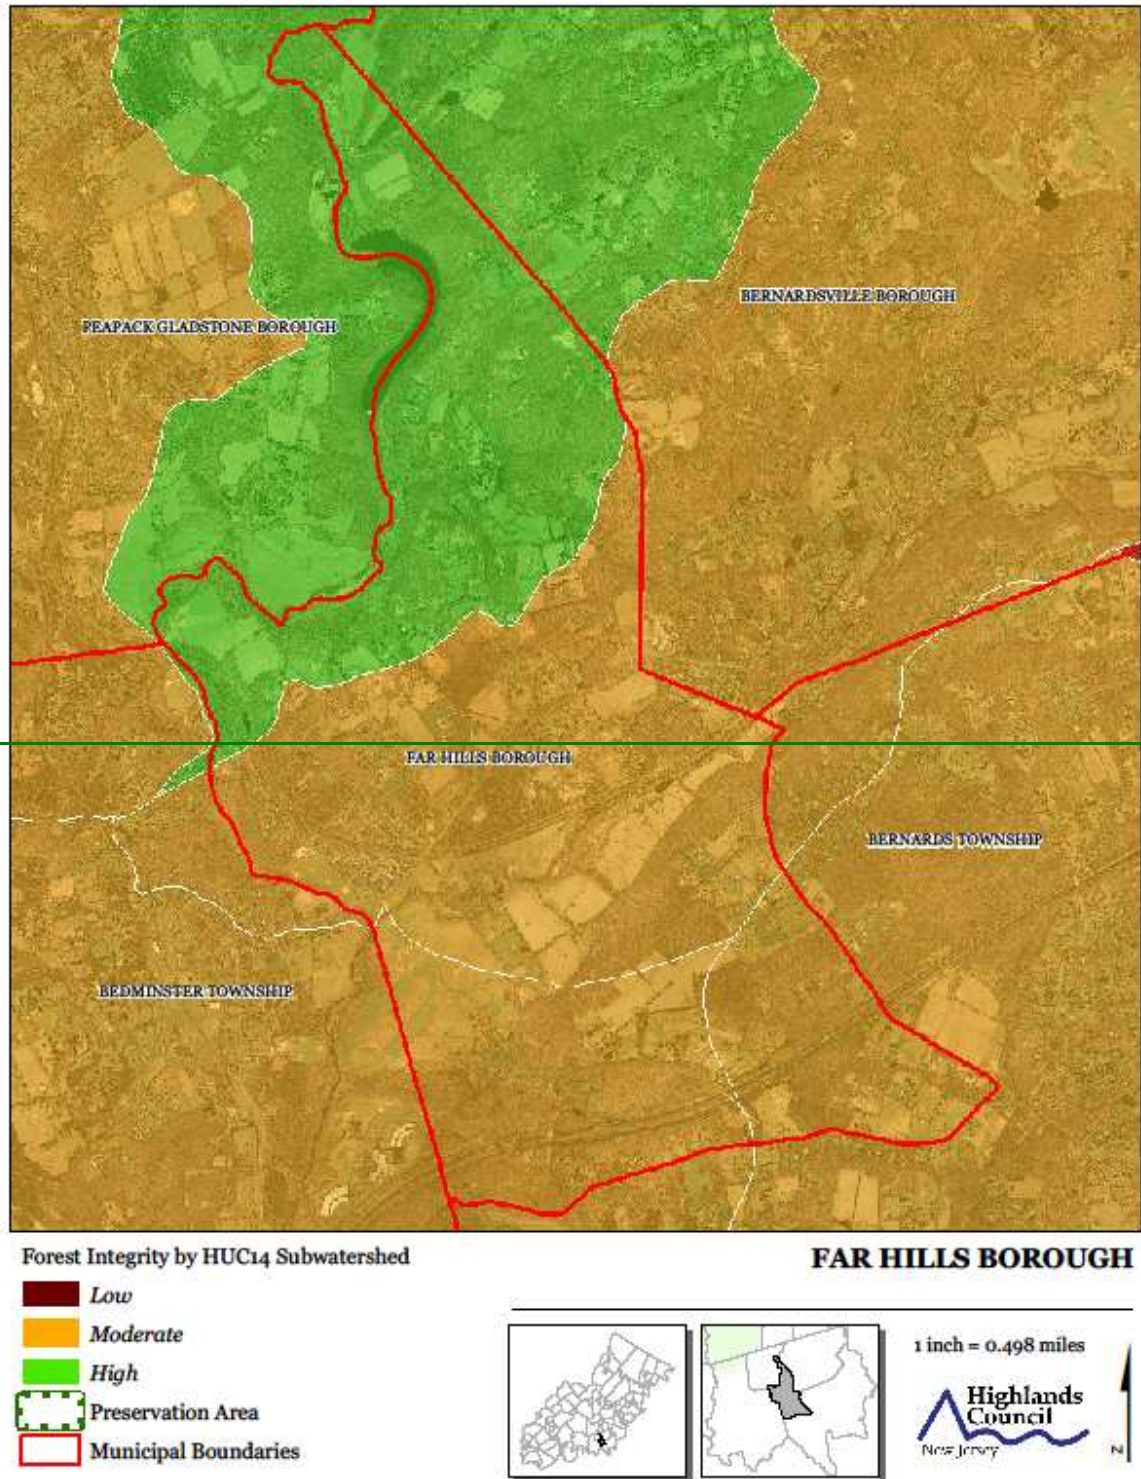 BERNARDSVILLE BOROUGH
PEAPACK GLADSTONE BOROUGH
FAR HILLS BOROUGH
BERNARDS TOWNSHIP
BEDMINSTER TOWNSHIP
Forest Integrity by HUC14 Subwatershed
Low
Moderate
High
Preservation Area
Municipal Boundaries
FAR HILLS BOROUGH
1 inch = 0.498 miles
Highlands
Council
New Jersey
N